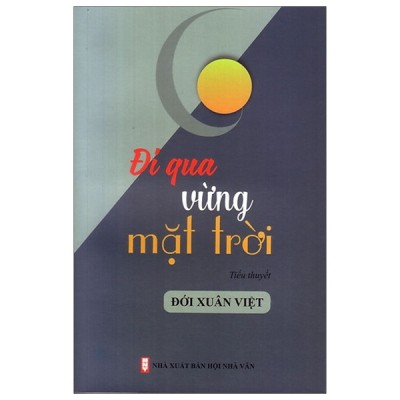 Đi qua
vừng
mặt trời
Tiểu thuyết
ĐỚI XUÂN VIỆT
NHÀ XUẤT BẢN HỘI NHÀ VĂN